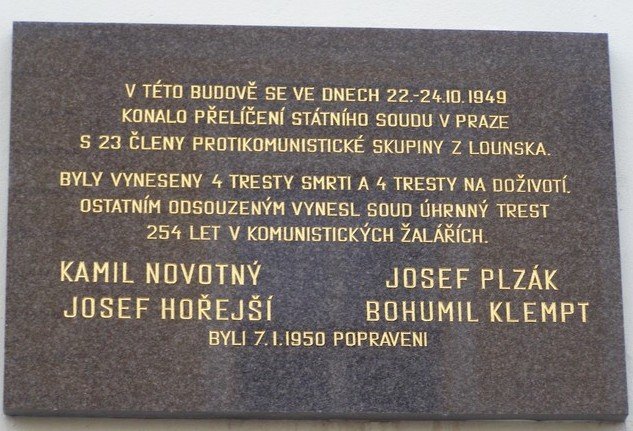 V TÉTO BUDOVĚ SE VE DNECH 22.-24.10.1949
KONALO PŘELÍČENÍ STÁTNÍHO SOUDU V PRAZE
S 23 ČLENY PROTIKOMUNISTICKÉ SKUPINY Z LOUNSKA.
BYLY VYNESENY 4 TRESTY SMRTI A 4 TRESTY NA DOŽIVOTÍ.
OSTATNÍM ODSOUZENÝM VYNESL SOUD ÚHRNNÝ TREST
254 LET V KOMUNISTICKÝCH ŽALÁŘÍCH.
KAMIL NOVOTNÝ JOSEF PLZÁK
JOSEF HOŘEJŠÍ BOHUMIL KLEMPT
BYLI 7.1.1950 POPRAVENI